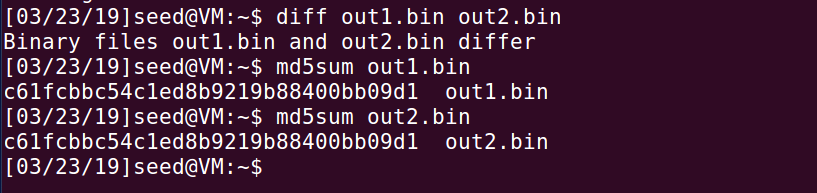 [03/23/19]seed@VM:~$ diff out1.bin out2.bin
Binary files out1.bin and out2.bin differ
[03/23/19]seed@VM:~$ md5sum out1.bin
c61fcbbc54c1ed8b9219b88400bb09d1  out1.bin
[03/23/19]seed@VM:~$ md5sum out2.bin
c61fcbbc54c1ed8b9219b88400bb09d1  out2.bin
[03/23/19]seed@VM:~$